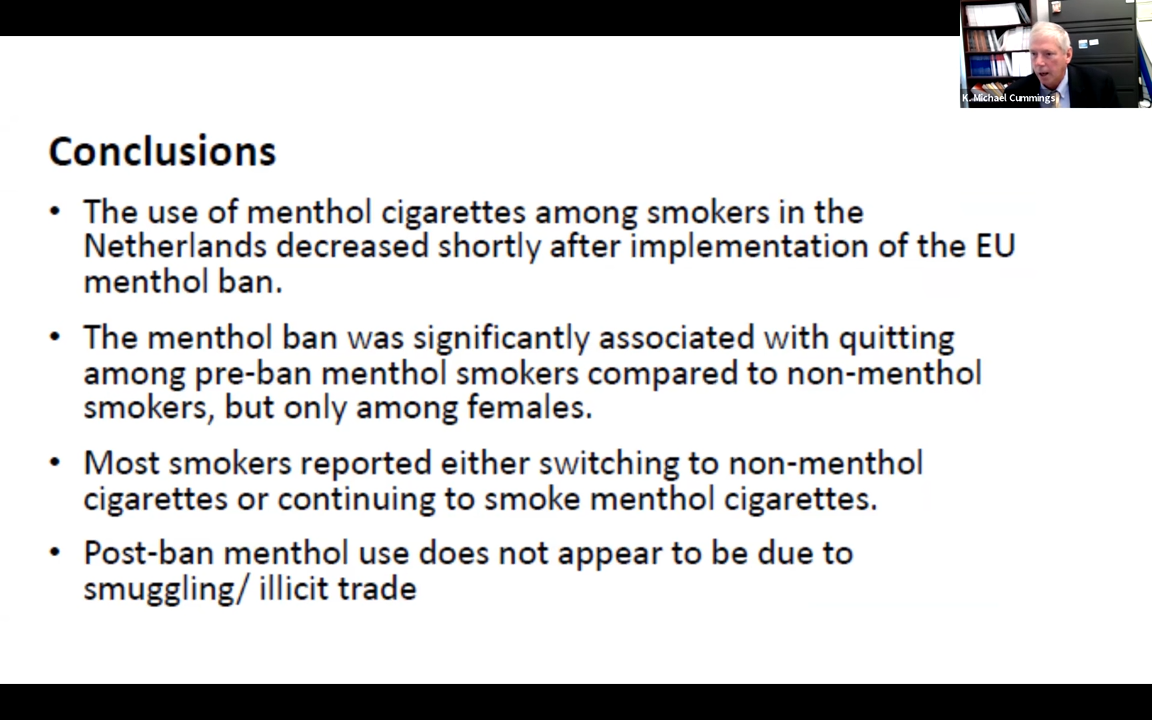 K. Michael Cummings
Conclusions
• The use of menthol cigarettes among smokers in the
Netherlands decreased shortly after implementation of the EU
menthol ban.
• The menthol ban was significantly associated with quitting
among pre-ban menthol smokers compared to non-menthol
smokers, but only among females.
• Most smokers reported either switching to non-menthol
cigarettes or continuing to smoke menthol cigarettes.
• Post-ban menthol use does not appear to be due to
smuggling/ illicit trade